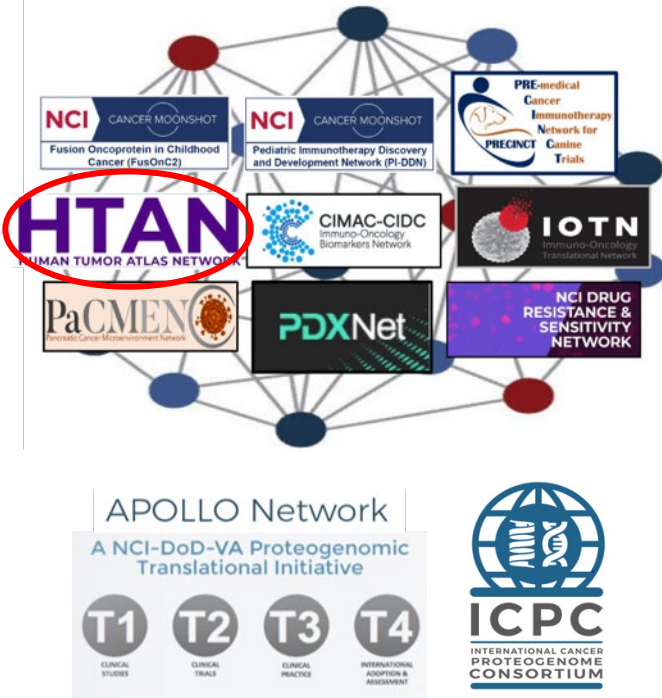 NCI CANCER MOONSHOT
Fusion Oncoprotein in Childhood
Cancer (FusOnC2)
NCI CANCER MOONSHOT
Pediatric Immunotherapy Discovery
and Development Network (PI-DDN)
PRE-medical
Cancer
Immunotherapy
Network for
Canine
Trials
PRECINCT
HTAN
HUMAN TUMOR ATLAS NETWORK
CIMAC-CIDC
Immuno-Oncology
Biomarkers Network
IOTN
Immuno-Oncology
Translational Network
PaCMEN
Pancreatic Cancer Microenvironment Network
PDXNet
NCI DRUG
RESISTANCE &
SENSITIVITY
NETWORK
APOLLO Network
A NCI-DoD-VA Proteogenomic
Translational Initiative
T1
CLINICAL
STUDIES
T2
CLINICAL
TRIALS
T3
CLINICAL
PRACTICE
T4
INTERNATIONAL
ADOPTION &
ASSESSMENT
ICPC
INTERNATIONAL CANCER
PROTEOGENOME
CONSORTIUM